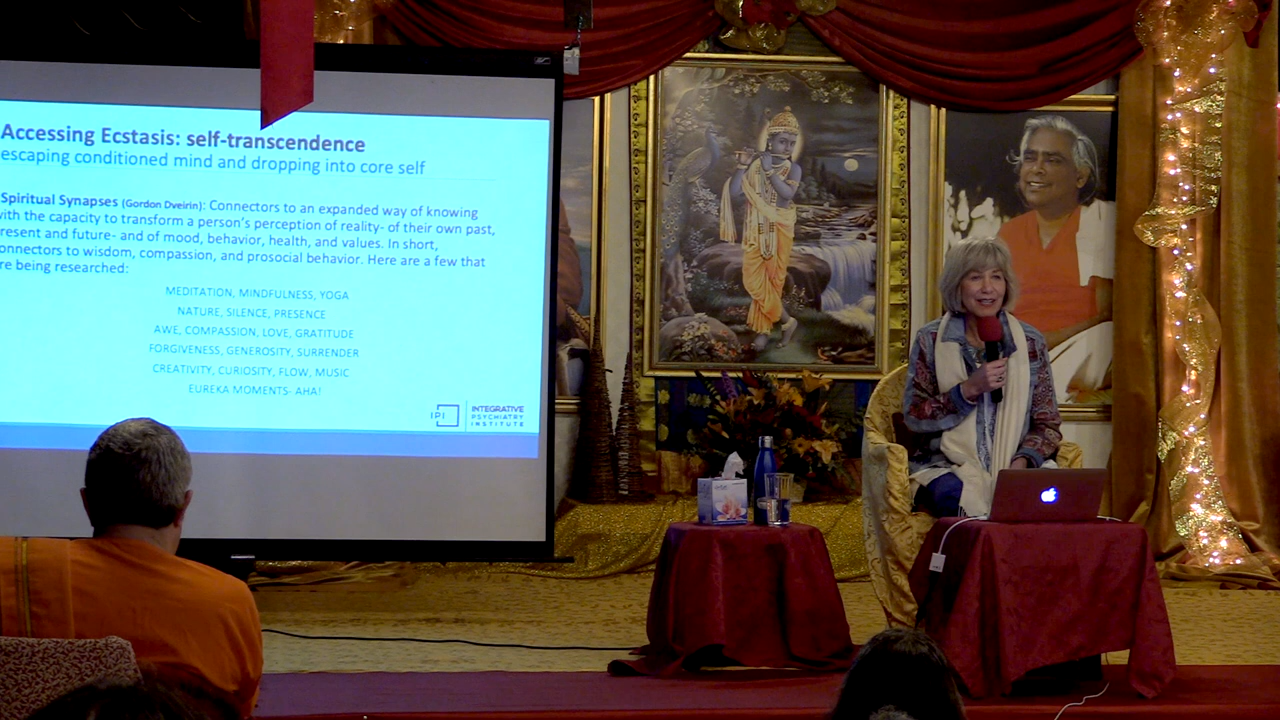 Accessing Ecstasis: self-transcendence
escaping conditioned mind and dropping into core self
Spiritual Synapses (Gordon Dveirin): Connectors to an expanded way of knowing
with the capacity to transform a person's perception of reality- of their own past,
resent and future- and of mood, behavior, health, and values. In short,
onnectors to wisdom, compassion, and prosocial behavior. Here are a few that
re being researched:
MEDITATION, MINDFULNESS, YOGA
NATURE, SILENCE, PRESENCE
AWE, COMPASSION, LOVE, GRATITUDE
FORGIVENESS, GENEROSITY, SURRENDER
CREATIVITY, CURIOSITY, FLOW, MUSIC
EUREKA MOMENTS- AHA!
IPI
INTEGRATIVE
PSYCHIATRY
INSTITUTE